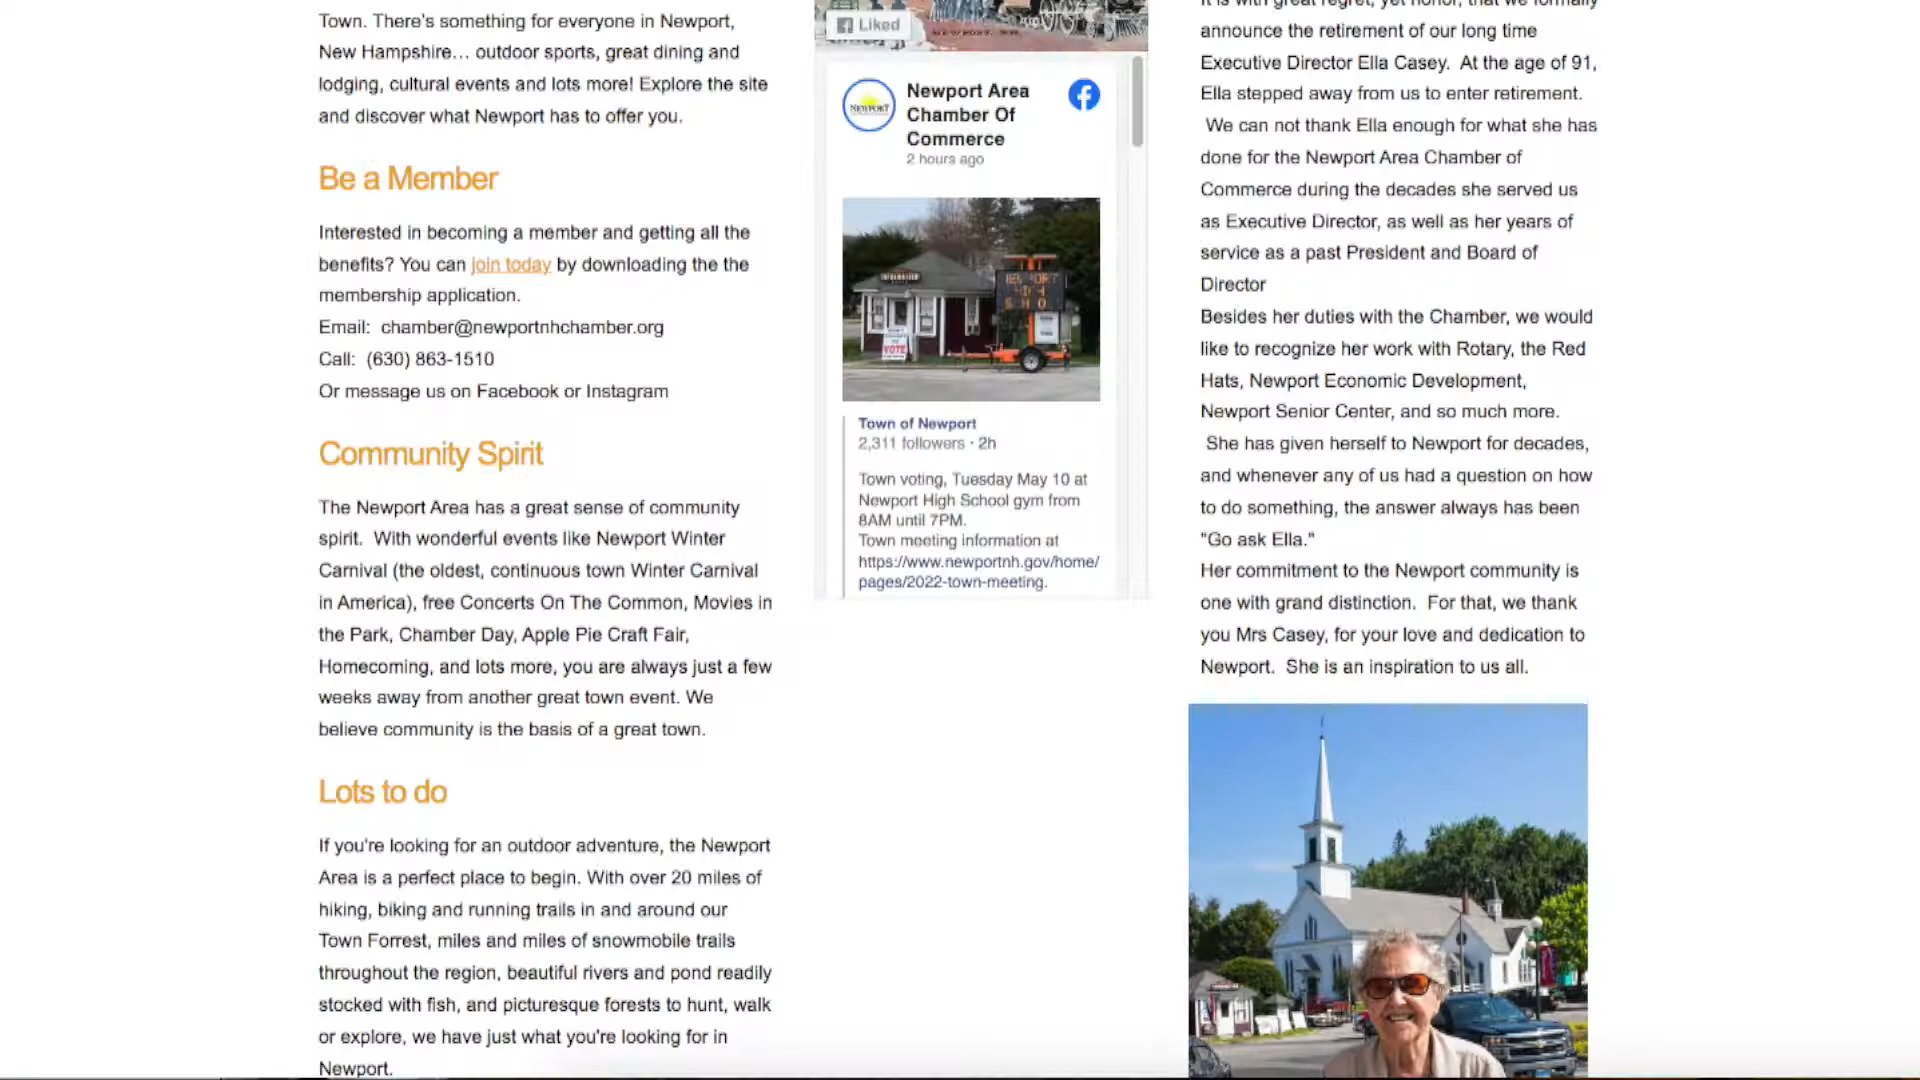 Town. There's something for everyone in Newport,
New Hampshire... outdoor sports, great dining and
lodging, cultural events and lots more! Explore the site
and discover what Newport has to offer you.
Be a Member
Interested in becoming a member and getting all the
benefits? You can join today by downloading the the
membership application.
Email: chamber@newportnhchamber.org
Call: (630) 863-1510
Or message us on Facebook or Instagram
Community Spirit
The Newport Area has a great sense of community
spirit. With wonderful events like Newport Winter
Carnival (the oldest, continuous town Winter Carnival
in America), free Concerts On The Common, Movies in
the Park, Chamber Day, Apple Pie Craft Fair,
Homecoming, and lots more, you are always just a few
weeks away from another great town event. We
believe community is the basis of a great town.
Lots to do
If you're looking for an outdoor adventure, the Newport
Area is a perfect place to begin. With over 20 miles of
hiking, biking and running trails in and around our
Town Forrest, miles and miles of snowmobile trails
throughout the region, beautiful rivers and pond readily
stocked with fish, and picturesque forests to hunt, walk
or explore, we have just what you're looking for in
Newport.
Liked
NEWPORT
Newport Area
Chamber Of
Commerce
2 hours ago
INFORMATION
VOTE
Town of Newport
2,311 followers · 2h
Town voting, Tuesday May 10 at
Newport High School gym from
8AM until 7PM.
Town meeting information at
https://www.newportnh.gov/home/
pages/2022-town-meeting.
It is with great regret, yet honor, that we formally
announce the retirement of our long time
Executive Director Ella Casey. At the age of 91,
Ella stepped away from us to enter retirement.
We can not thank Ella enough for what she has
done for the Newport Area Chamber of
Commerce during the decades she served us
as Executive Director, as well as her years of
service as a past President and Board of
Director
Besides her duties with the Chamber, we would
like to recognize her work with Rotary, the Red
Hats, Newport Economic Development,
Newport Senior Center, and so much more.
She has given herself to Newport for decades,
and whenever any of us had a question on how
to do something, the answer always has been
"Go ask Ella."
Her commitment to the Newport community is
one with grand distinction. For that, we thank
you Mrs Casey, for your love and dedication to
Newport. She is an inspiration to us all.